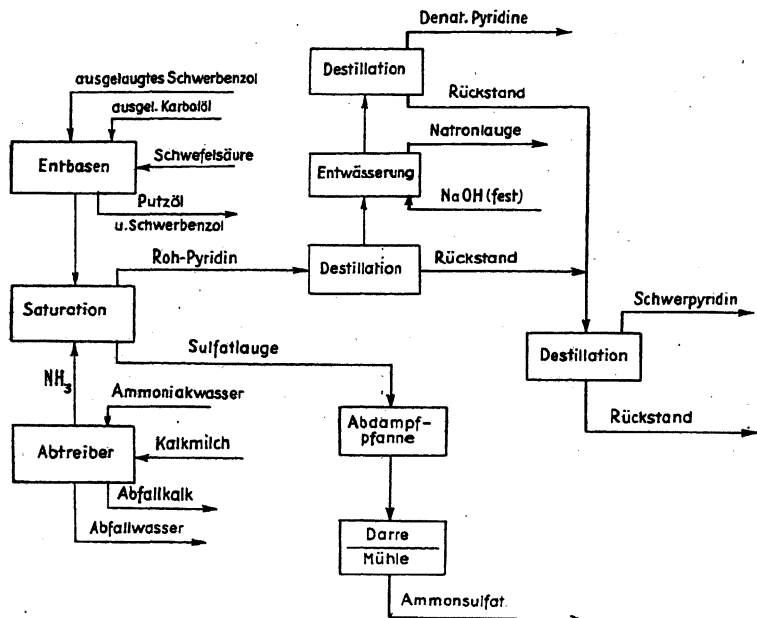 Denat. Pyridine
Destillation
Rückstand
ausgelaugtes Schwerbenzol
ausgel. Karbolöl
Natronlauge
Entbasen
Schwefelsäure
Entwässerung
Putzöl
u. Schwerbenzol
NaOH (fest)
Roh-Pyridin
Destillation
Rückstand
Saturation
Schwerpyridin
Sulfatlauge
Destillation
NH3
Ammoniakwasser
Abdampf-
pfanne
Rückstand
Abtreiber
Kalkmilch
Abfallkalk
Abfallwasser
Darre
Mühle
Ammonsulfat.